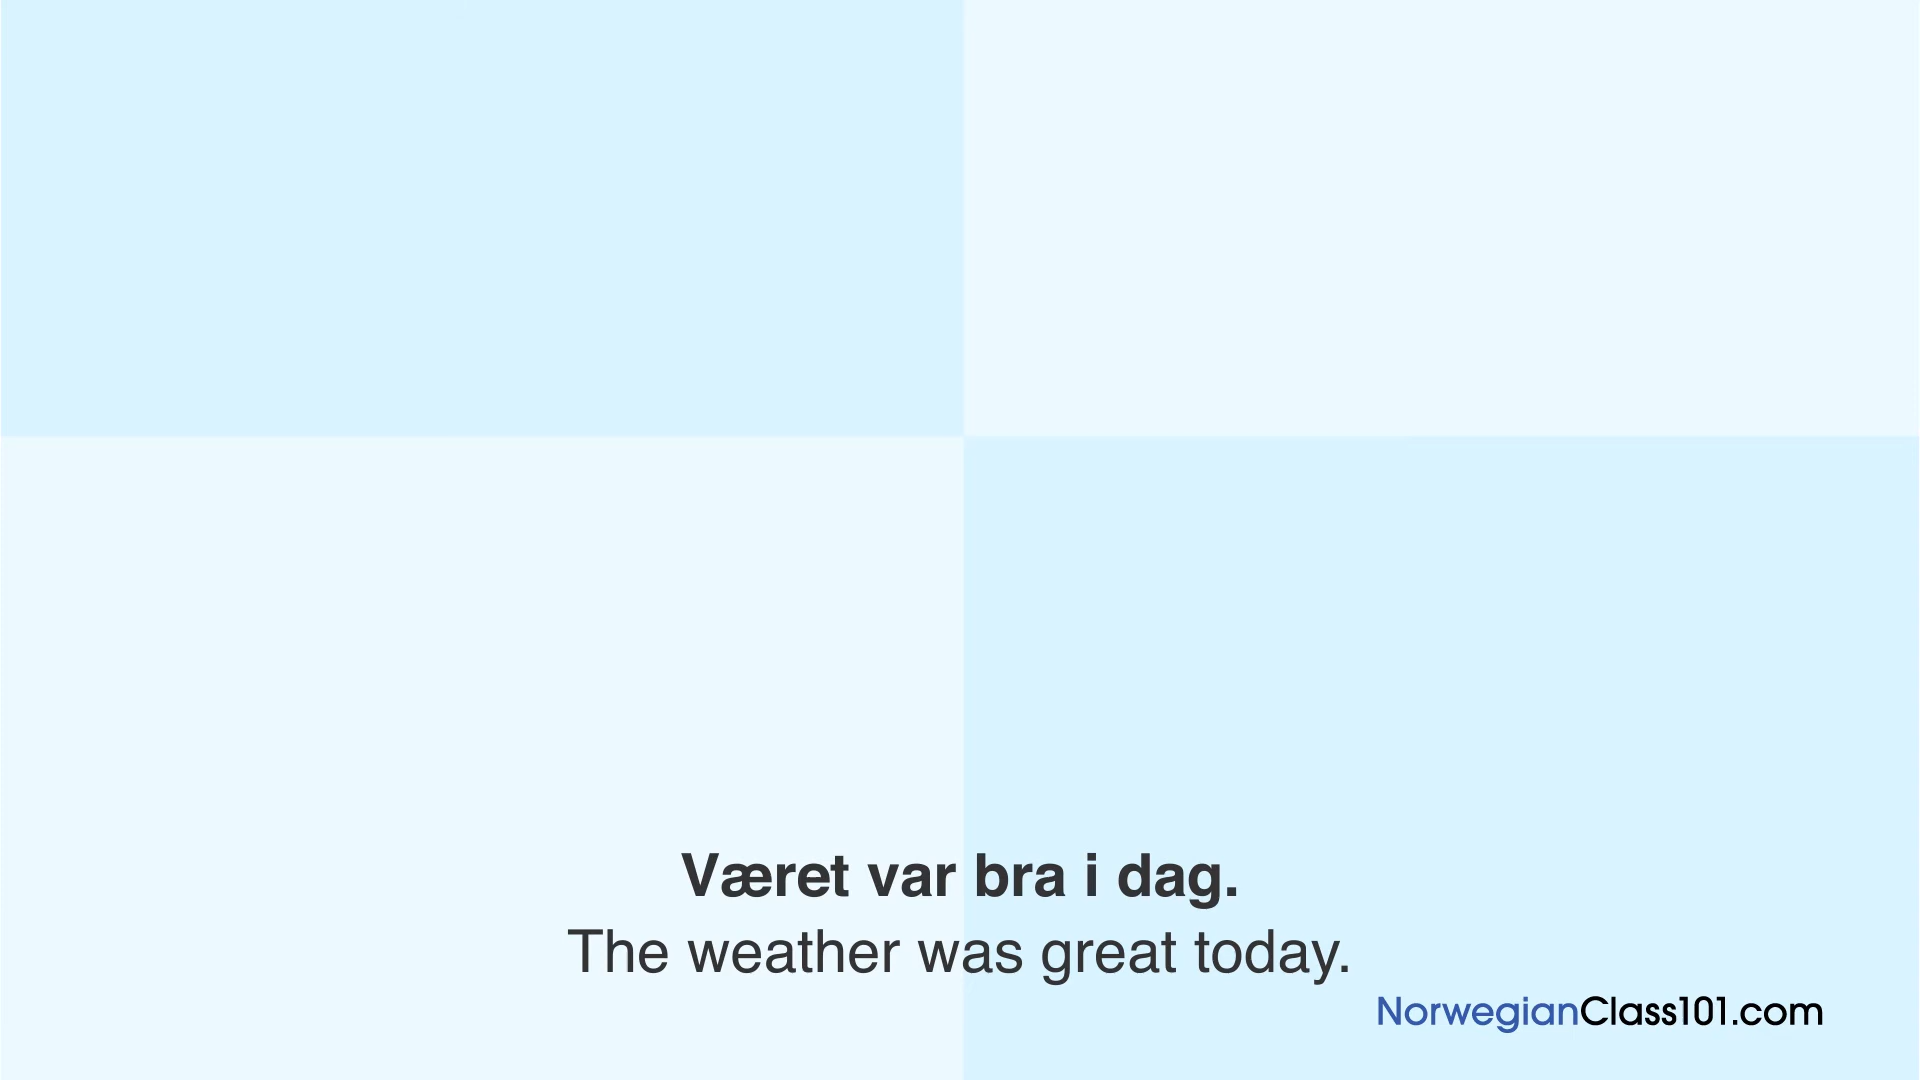 Været var bra i dag.
The weather was great today.
NorwegianClass101.com